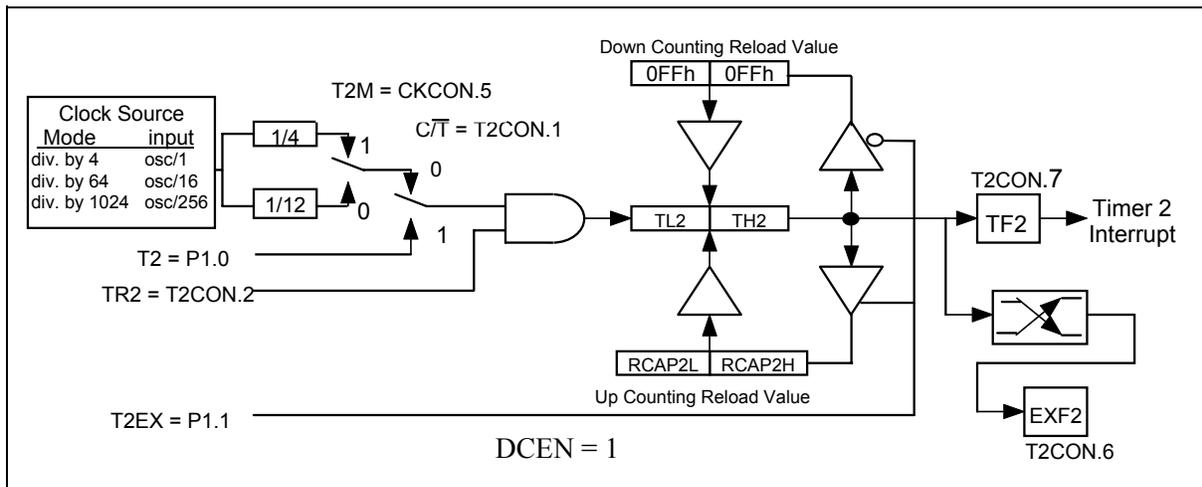 Down Counting Reload Value
0FFh 0FFh
T2M = CKCON.5
Clock Source
Mode input
div. by 4 osc/1
div. by 64 osc/16
div. by 1024 osc/256
1/4
1/12
1
0
C/T̅ = T2CON.1
0
1
T2 = P1.0
TR2 = T2CON.2
TL2 TH2
T2CON.7
TF2
Timer 2
Interrupt
RCAP2L RCAP2H
Up Counting Reload Value
T2EX = P1.1
DCEN = 1
EXF2
T2CON.6